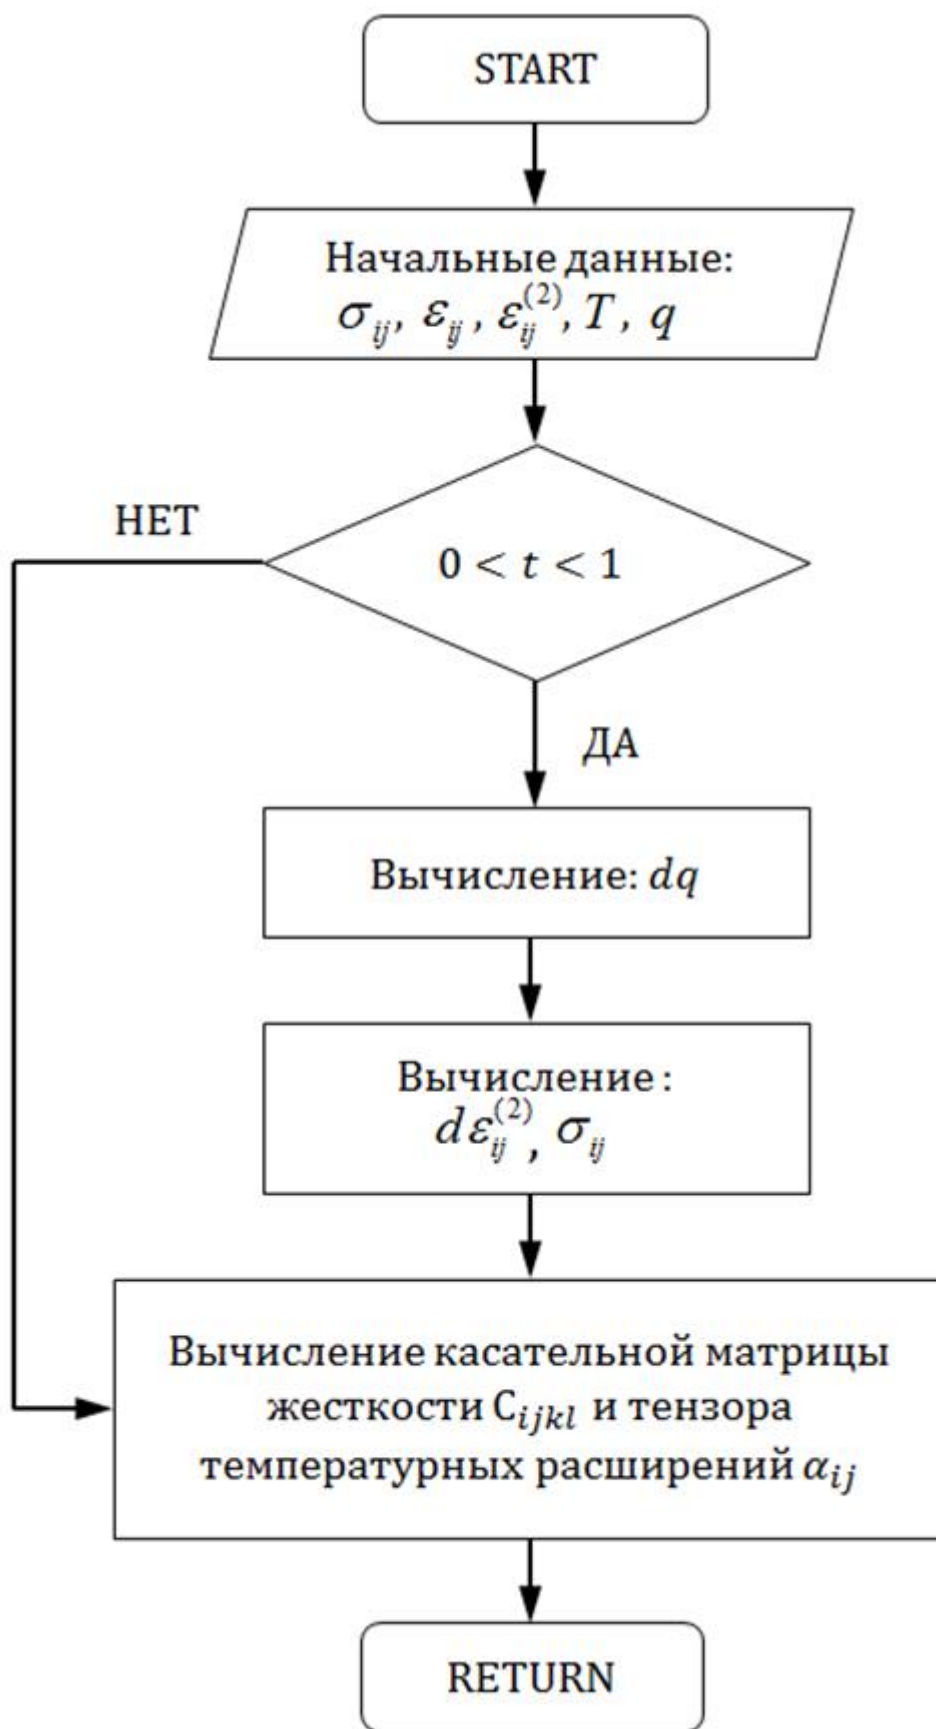 START
Начальные данные:
σ_ij, ε_ij, ε_ij^(2), T, q
НЕТ
0 < t < 1
ДА
Вычисление: dq
Вычисление :
dε_ij^(2), σ_ij
Вычисление касательной матрицы
жесткости C_ijkl и тензора
температурных расширений α_ij
RETURN